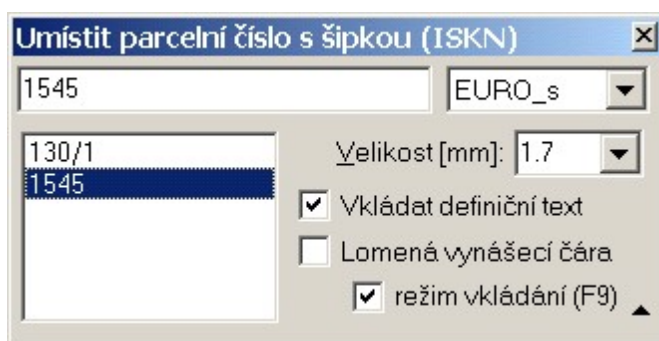 Umístit parcelní číslo s šipkou (ISKN)
1545 EURO_s
130/1
1545
Velikost [mm]: 1.7
Vkládat definiční text
Lomená vynášecí čára
režim vkládání (F9)